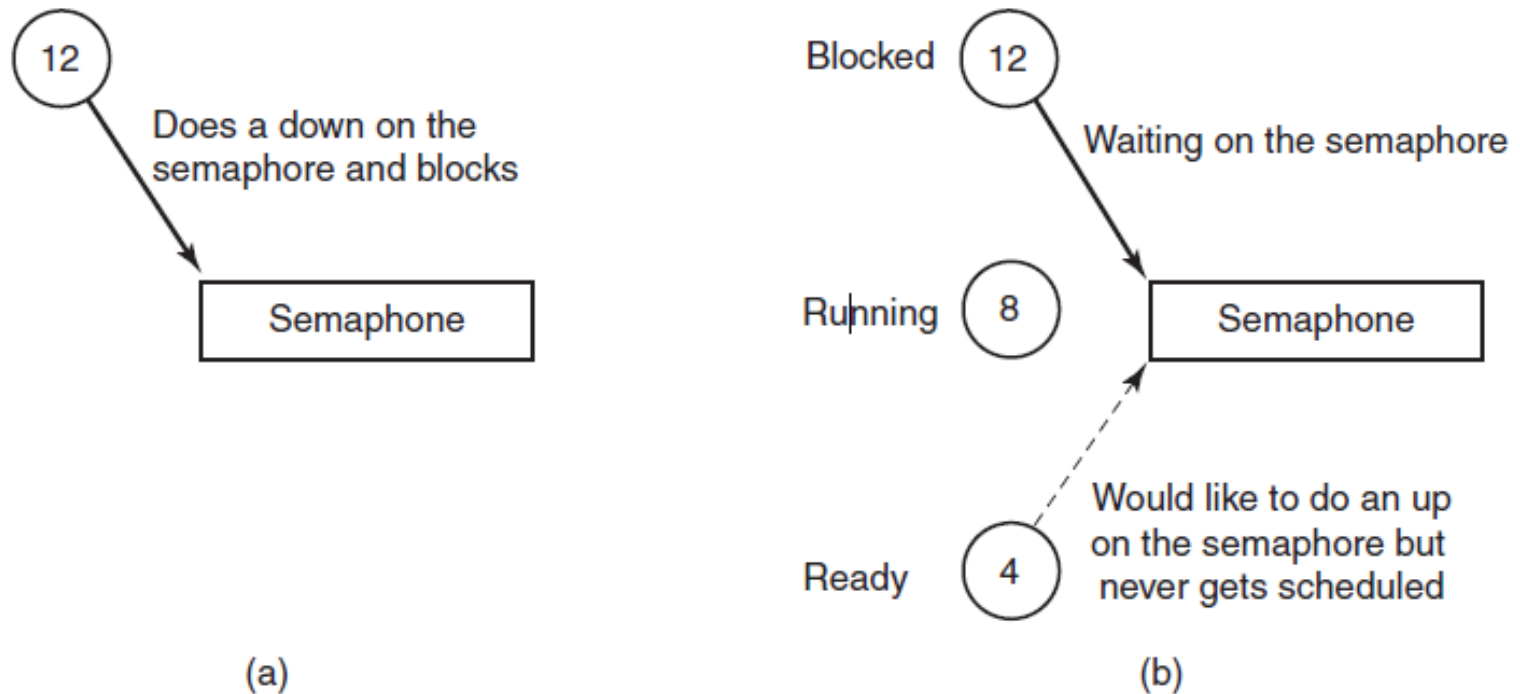 12
Does a down on the
semaphore and blocks
Semaphone
(a)
Blocked
12
Waiting on the semaphore
Running
8
Semaphone
Ready
4
Would like to do an up
on the semaphore but
never gets scheduled
(b)